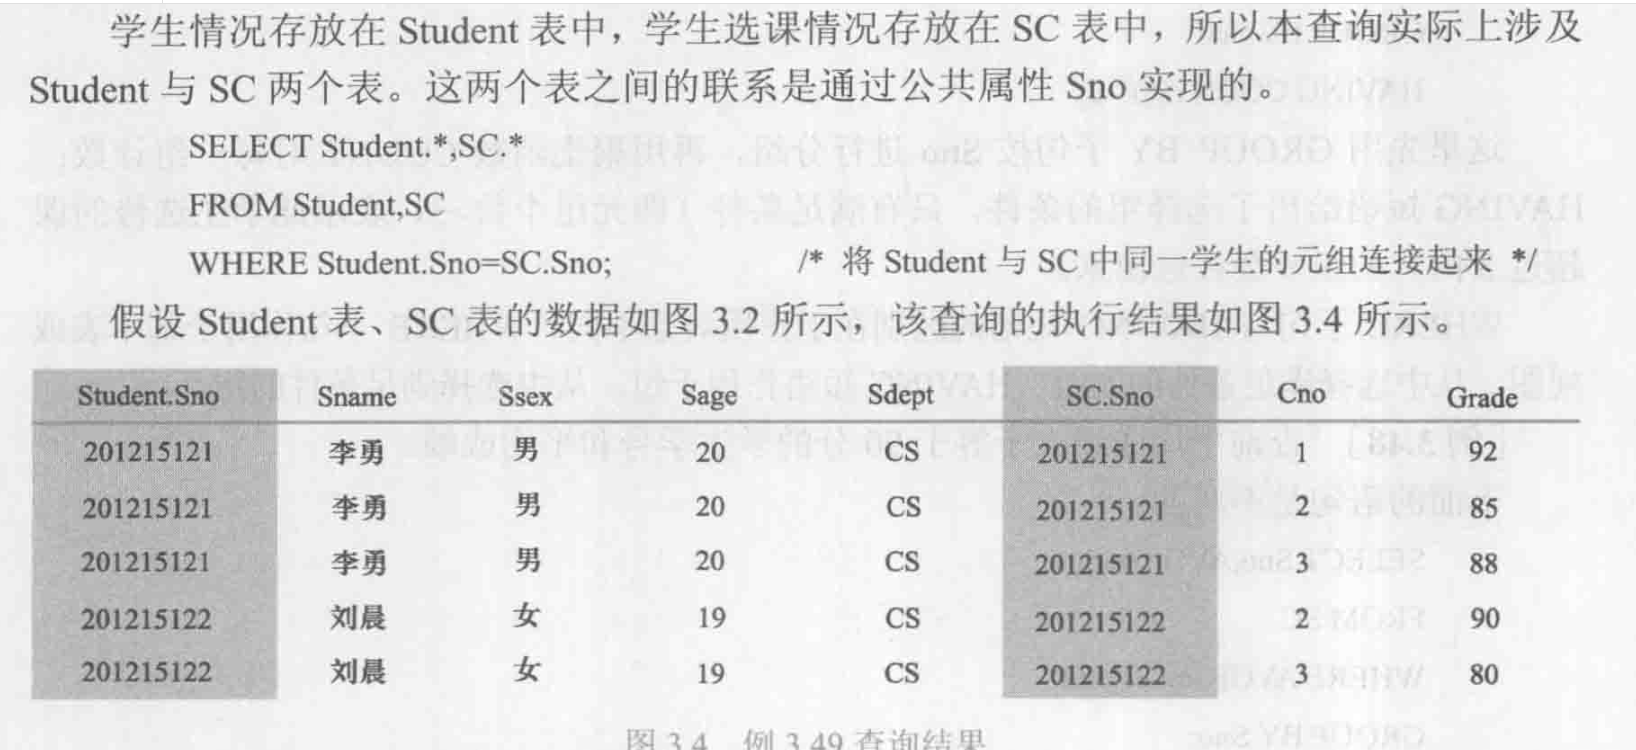 学生情况存放在 Student 表中，学生选课情况存放在 SC 表中，所以本查询实际上涉及
Student 与 SC 两个表。这两个表之间的联系是通过公共属性 Sno 实现的。
SELECT Student.*,SC.*
FROM Student,SC
WHERE Student.Sno=SC.Sno; /* 将 Student 与 SC 中同一学生的元组连接起来 */
假设 Student 表、SC 表的数据如图 3.2 所示，该查询的执行结果如图 3.4 所示。
Student.Sno Sname Ssex Sage Sdept SC.Sno Cno Grade
201215121 李勇 男 20 CS 201215121 1 92
201215121 李勇 男 20 CS 201215121 2 85
201215121 李勇 男 20 CS 201215121 3 88
201215122 刘晨 女 19 CS 201215122 2 90
201215122 刘晨 女 19 CS 201215122 3 80
图 3.4 例 3.49 查询结果